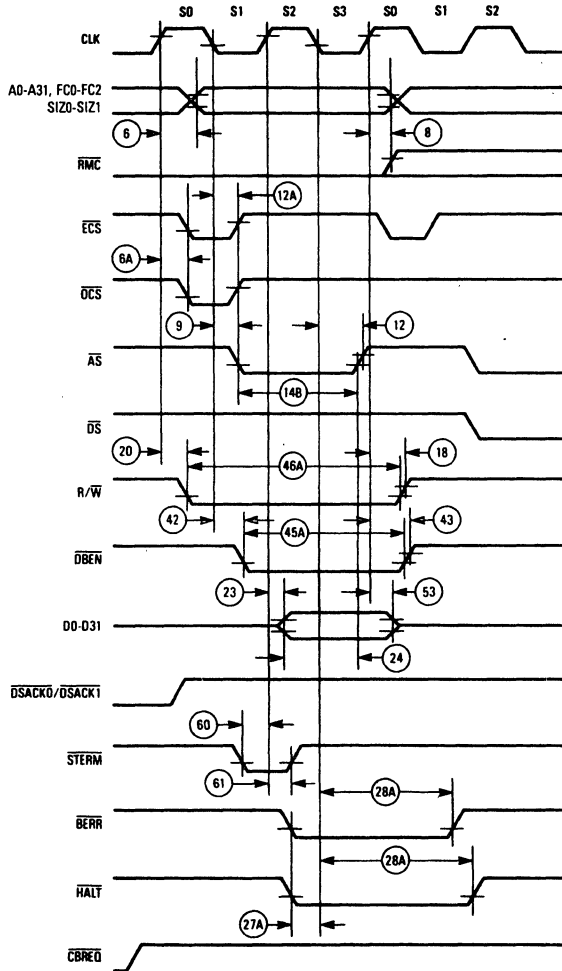 S0 S1 S2 S3 S0 S1 S2
CLK
A0-A31, FC0-FC2
SIZ0-SIZ1
6 8
RMC
12A
ECS
6A
OCS
9 12
AS
14B
DS
20 18
46A
R/W
42 43
45A
DBEN
23 53
D0-D31
24
DSACK0/DSACK1
60
STERM
61
28A
BERR
28A
HALT
27A
CBREQ